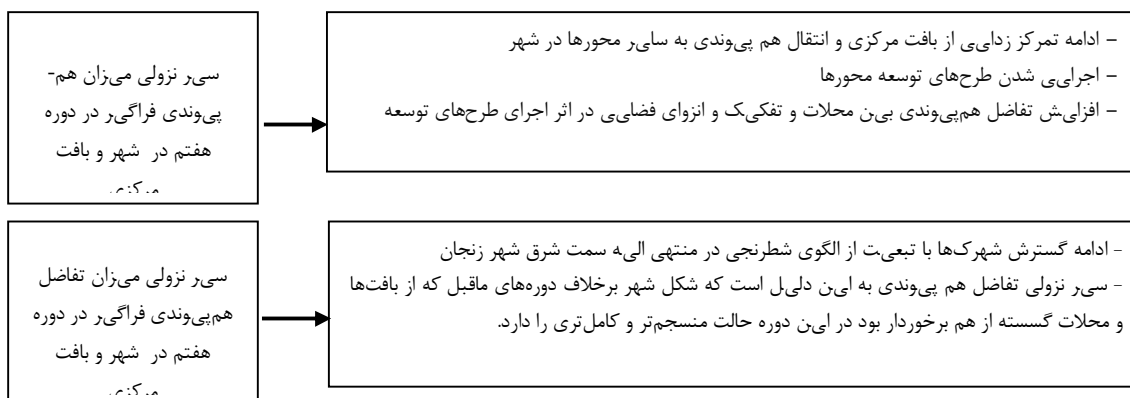 سیر نزولی میزان هم-
پیوندی فراگیر در دوره
هفتم در شهر و بافت
مرکزی
– ادامه تمرکز زدایی از بافت مرکزی و انتقال هم پیوندی به سایر محورها در شهر
– اجرایی شدن طرح‌های توسعه محورها
– افزایش تفاضل هم‌پیوندی بین محلات و تفکیک و انزوای فضایی در اثر اجرای طرح‌های توسعه
سیر نزولی میزان تفاضل
هم‌پیوندی فراگیر در دوره
هفتم در شهر و بافت
مرکزی
- ادامه گسترش شهرک‌ها با تبعیت از الگوی شطرنجی در منتهی الیه سمت شرق شهر زنجان
- سیر نزولی تفاضل هم پیوندی به این دلیل است که شکل شهر برخلاف دوره‌های ماقبل که از بافت‌ها
و محلات گسسته از هم برخوردار بود در این دوره حالت منسجم‌تر و کامل‌تری را دارد.